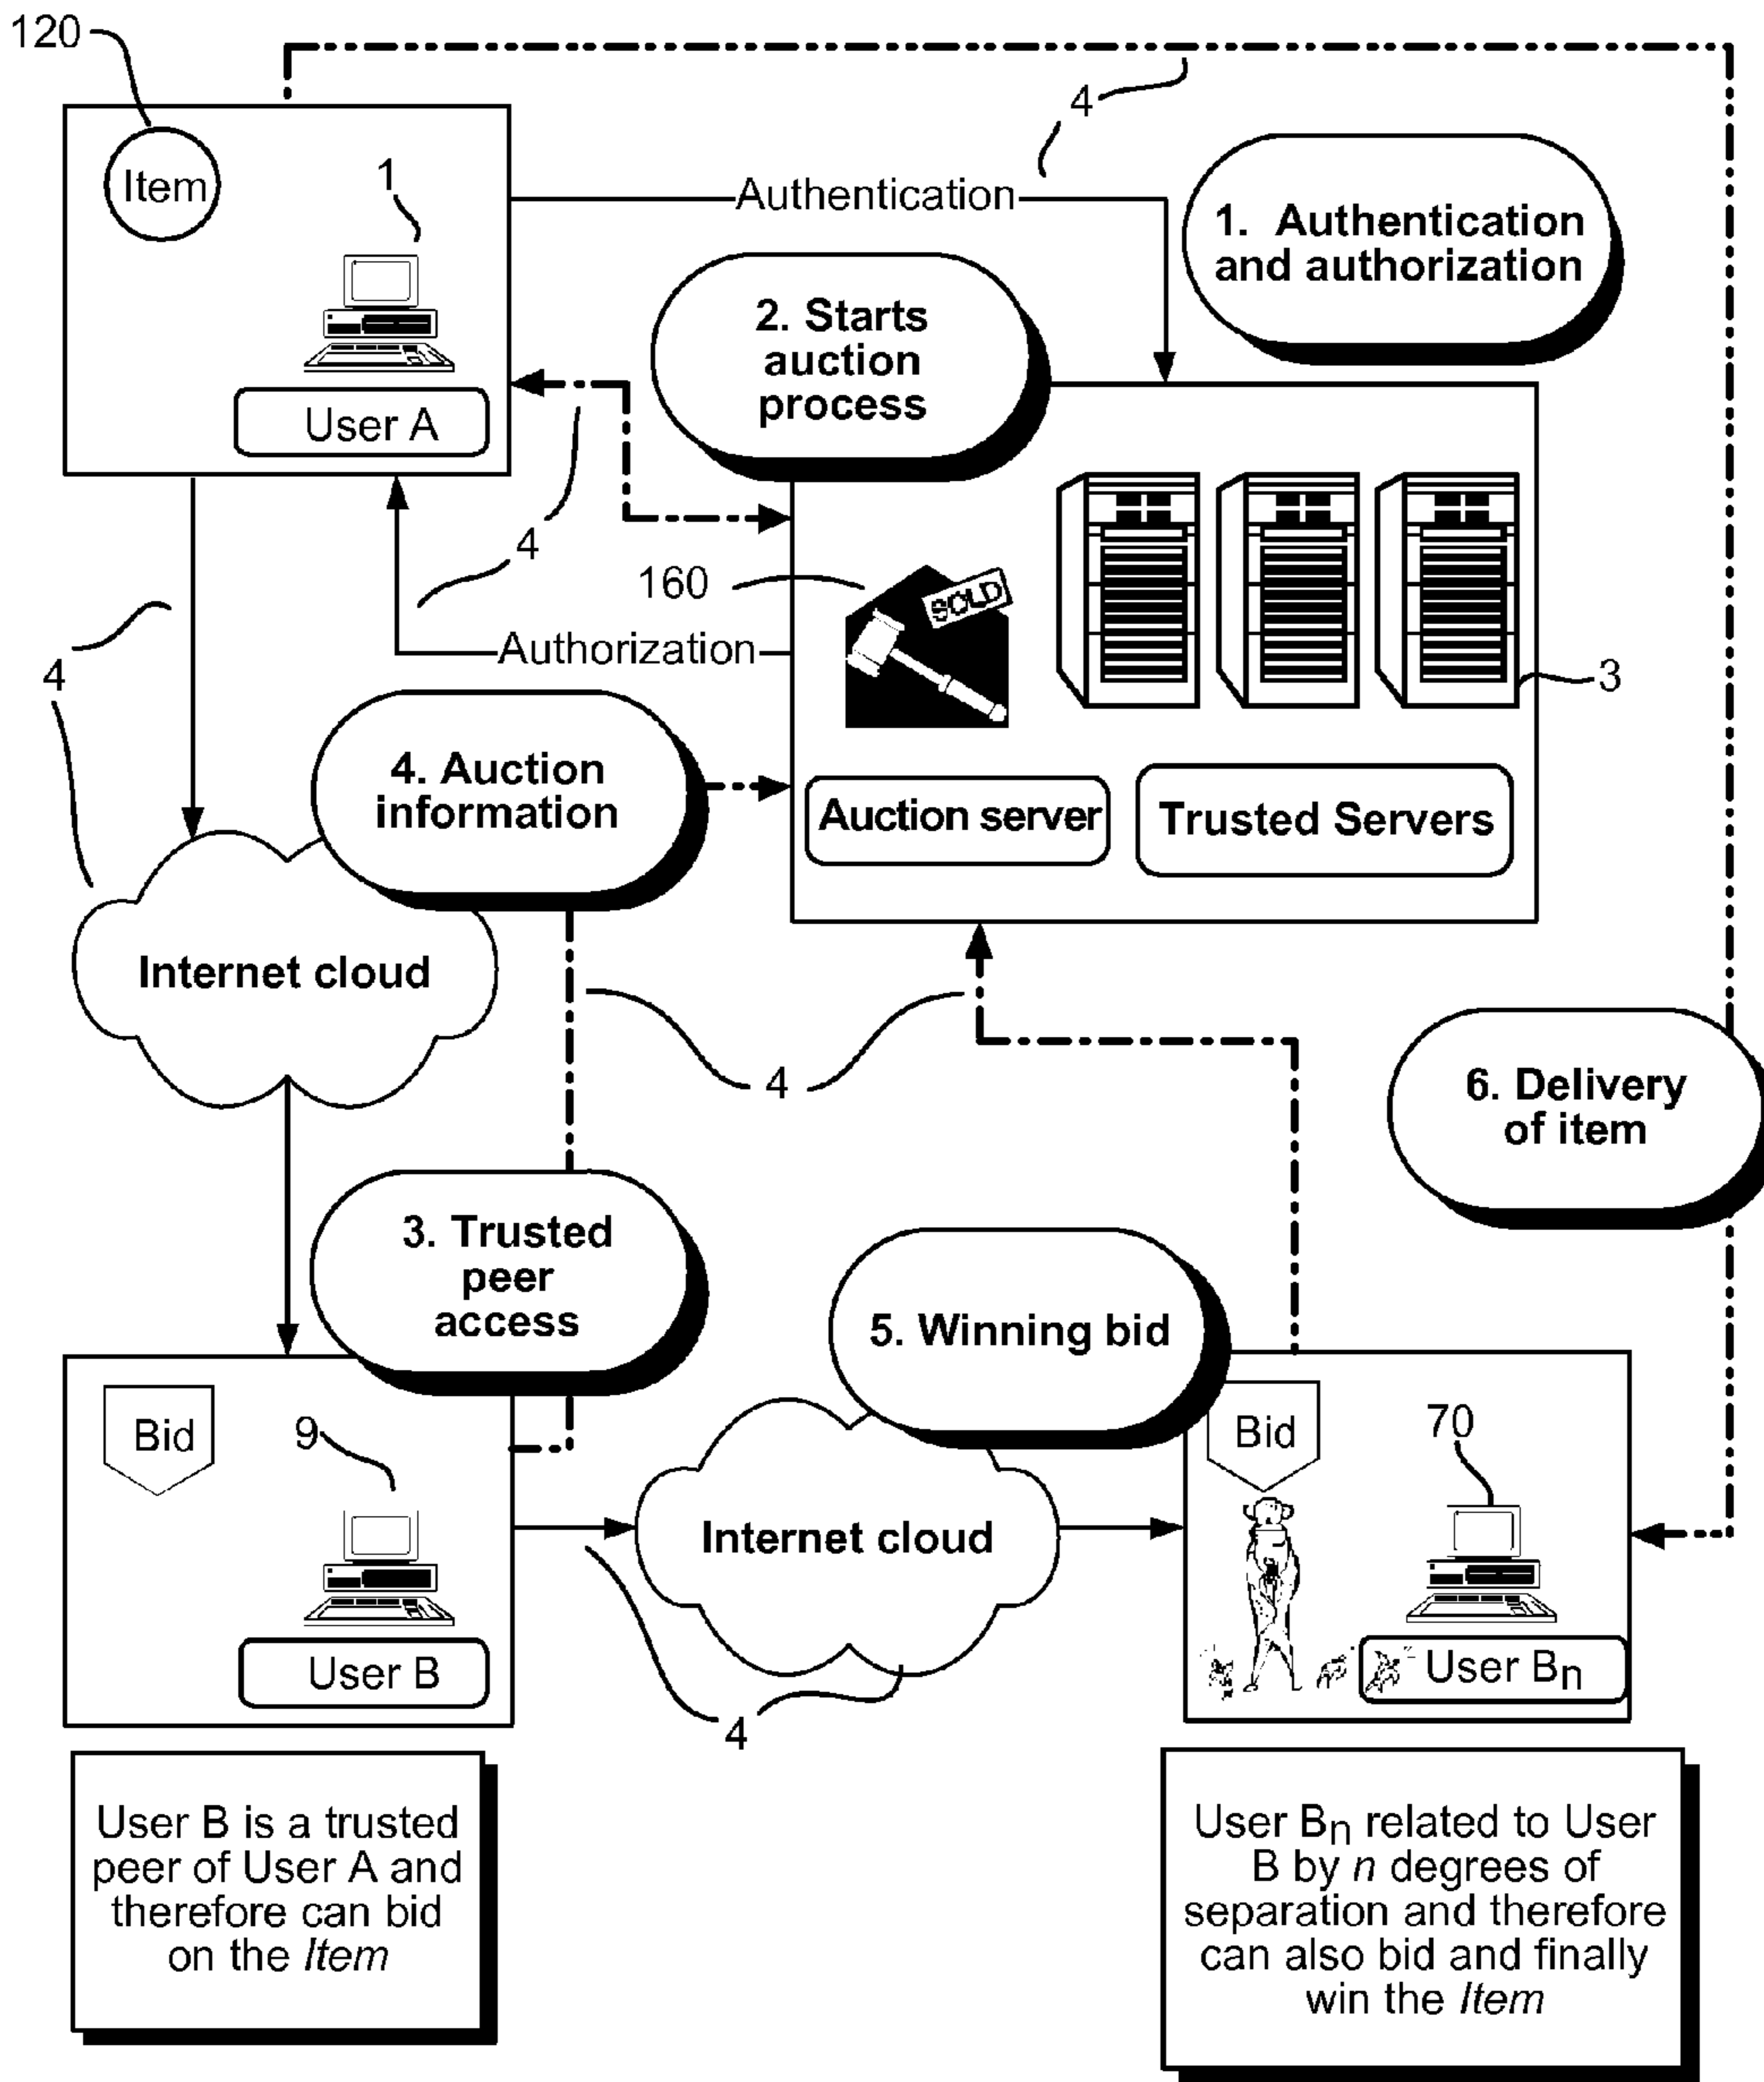 120
4
Item
1
Authentication
1. Authentication
and authorization
2. Starts
auction
process
User A
4
160
SOLD
Authorization
4
3
4. Auction
information
Auction server
Trusted Servers
Internet cloud
4
6. Delivery
of item
3. Trusted
peer
access
5. Winning bid
Bid
9
User B
Internet cloud
Bid
70
User Bn
4
User B is a trusted
peer of User A and
therefore can bid
on the Item
User Bn related to User
B by n degrees of
separation and therefore
can also bid and finally
win the Item